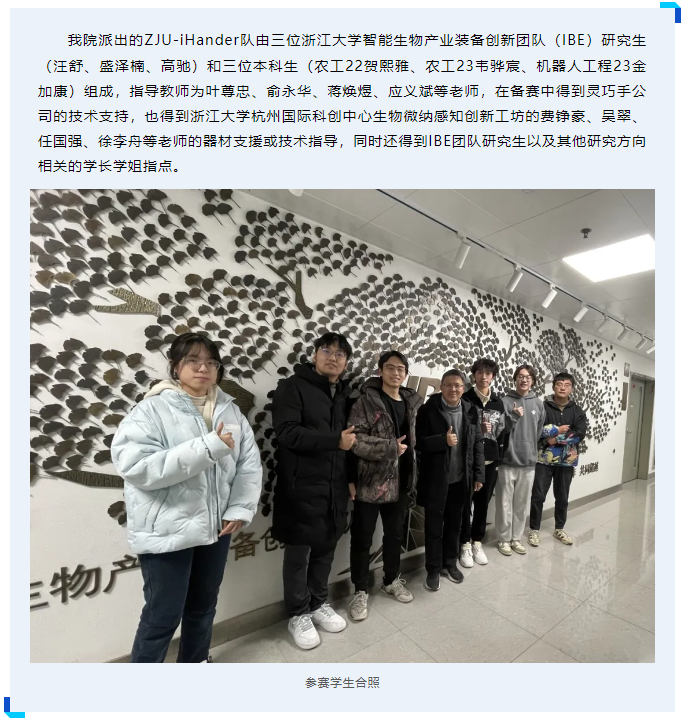 我院派出的ZJU-iHander队由三位浙江大学智能生物产业装备创新团队（IBE）研究生
（汪舒、盛泽楠、高驰）和三位本科生（农工22贺熙雅、农工23韦骅宸、机器人工程23金
加康）组成，指导教师为叶尊忠、俞永华、蒋焕煜、应义斌等老师，在备赛中得到灵巧手公
司的技术支持，也得到浙江大学杭州国际科创中心生物微纳感知创新工坊的费铮豪、吴翠、
任国强、徐李舟等老师的器材支援或技术指导，同时还得到IBE团队研究生以及其他研究方向
相关的学长学姐指点。
生物产
备创
共同超越
参赛学生合照